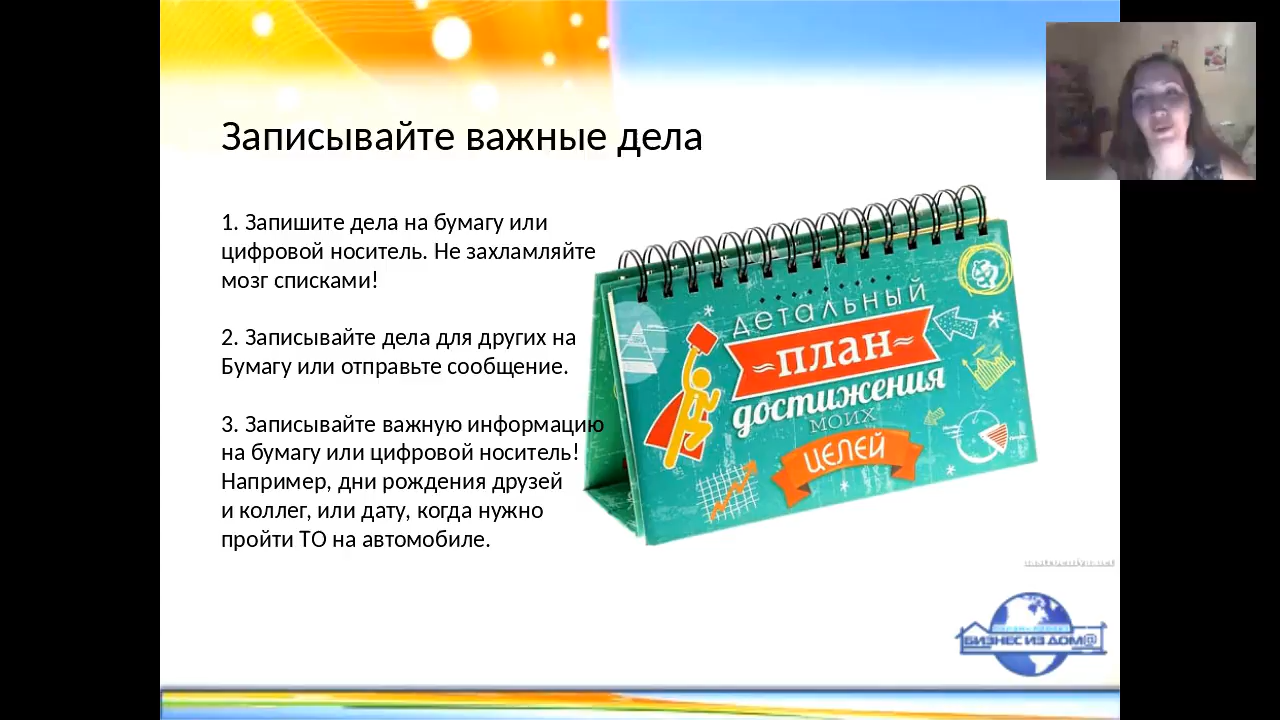 Записывайте важные дела
1. Запишите дела на бумагу или
цифровой носитель. Не захламляйте
мозг списками!
2. Записывайте дела для других на
Бумагу или отправьте сообщение.
3. Записывайте важную информацию
на бумагу или цифровой носитель!
Например, дни рождения друзей
и коллег, или дату, когда нужно
пройти ТО на автомобиле.
детальный
план
достижения
моих
целей
БИЗНЕС ИЗ ДОМ@